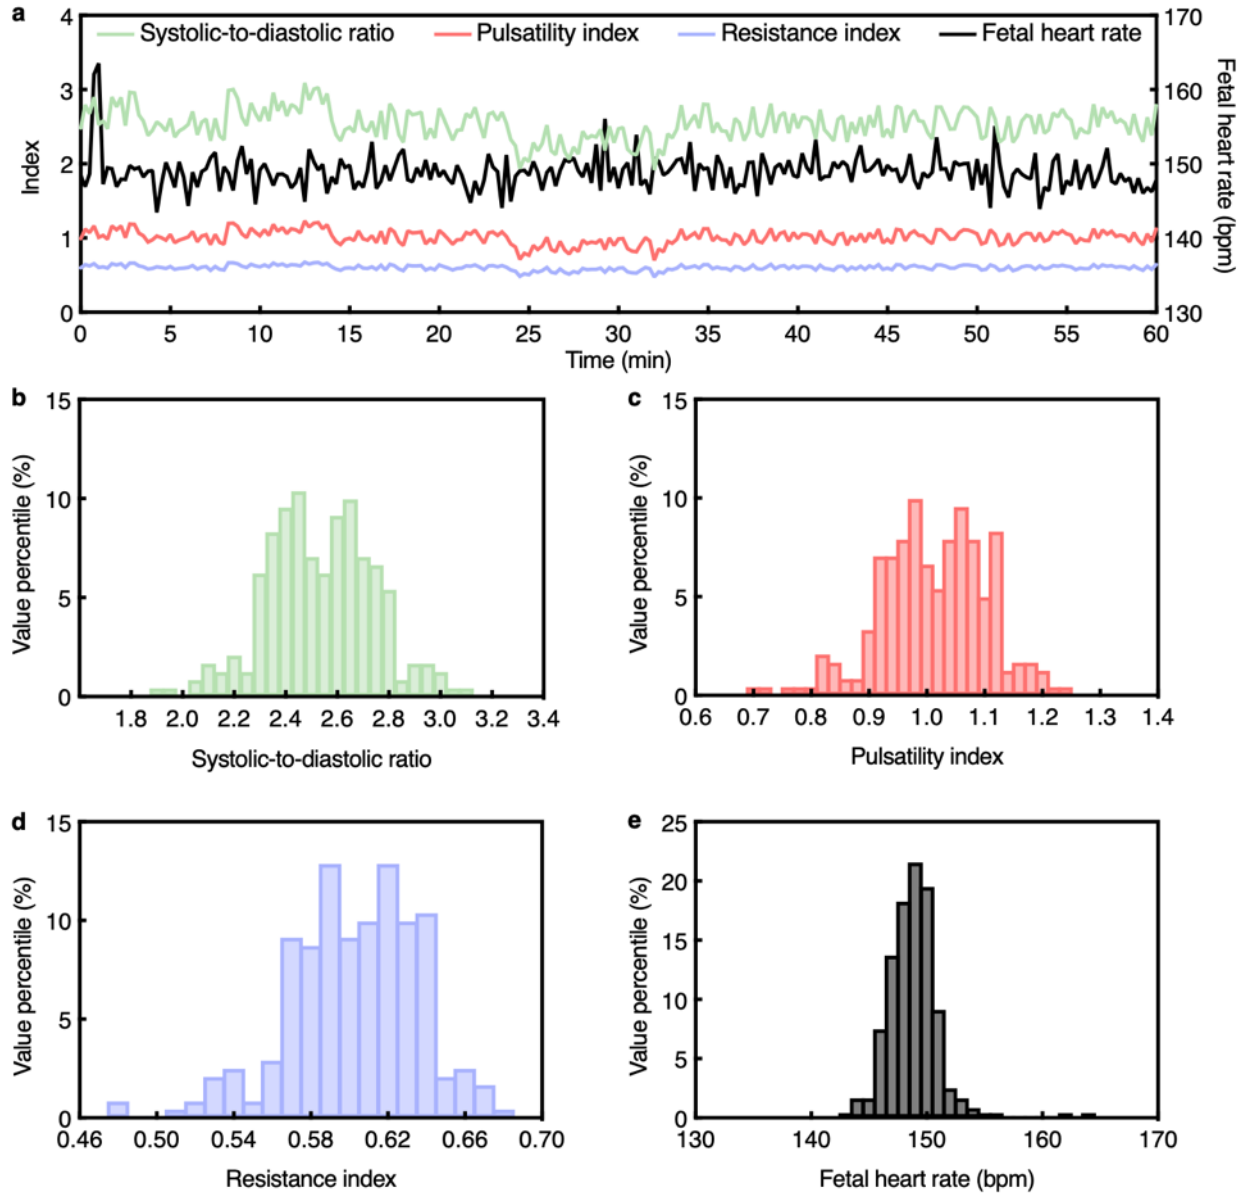 a
Systolic-to-diastolic ratio Pulsatility index Resistance index Fetal heart rate
4
3
2
1
0
Index
170
160
150
140
130
Fetal heart rate (bpm)
0 5 10 15 20 25 30 35 40 45 50 55 60
Time (min)
b
15
10
5
0
Value percentile (%)
1.8 2.0 2.2 2.4 2.6 2.8 3.0 3.2 3.4
Systolic-to-diastolic ratio
c
15
10
5
0
Value percentile (%)
0.6 0.7 0.8 0.9 1.0 1.1 1.2 1.3 1.4
Pulsatility index
d
15
10
5
0
Value percentile (%)
0.46 0.50 0.54 0.58 0.62 0.66 0.70
Resistance index
e
25
20
15
10
5
0
Value percentile (%)
130 140 150 160 170
Fetal heart rate (bpm)